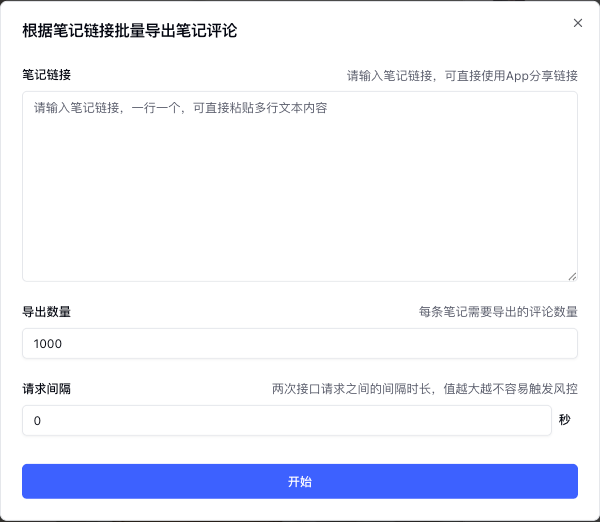 根据笔记链接批量导出笔记评论
笔记链接
请输入笔记链接，可直接使用App分享链接
请输入笔记链接，一行一个，可直接粘贴多行文本内容
导出数量
每条笔记需要导出的评论数量
1000
请求间隔
两次接口请求之间的间隔时长，值越大越不容易触发风控
0
秒
开始